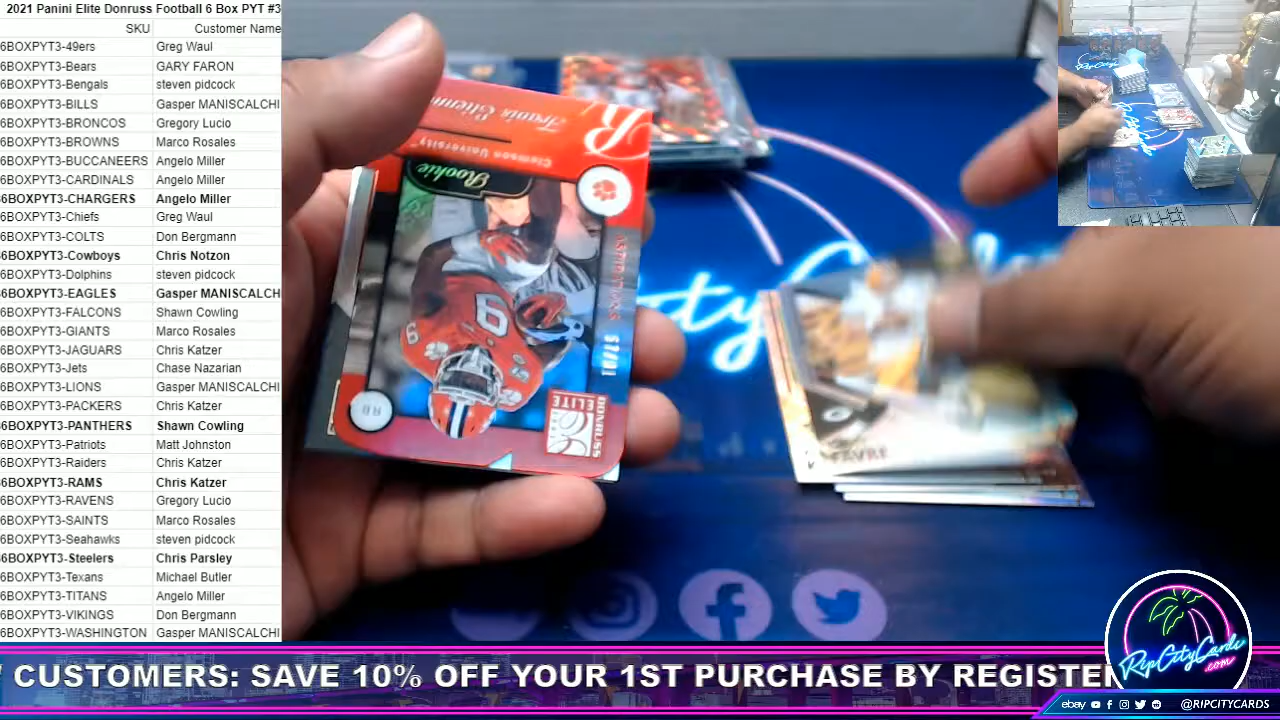 2021 Panini Elite Donruss Football 6 Box PYT #3
SKU Customer Name
6BOXPYT3-49ers Greg Waul
6BOXPYT3-Bears GARY FARON
6BOXPYT3-Bengals steven pidcock
6BOXPYT3-BILLS Gasper MANISCALCHI
6BOXPYT3-BRONCOS Gregory Lucio
6BOXPYT3-BROWNS Marco Rosales
6BOXPYT3-BUCCANEERS Angelo Miller
6BOXPYT3-CARDINALS Angelo Miller
6BOXPYT3-CHARGERS Angelo Miller
6BOXPYT3-Chiefs Greg Waul
6BOXPYT3-COLTS Don Bergmann
6BOXPYT3-Cowboys Chris Notzon
6BOXPYT3-Dolphins steven pidcock
6BOXPYT3-EAGLES Gasper MANISCALCH
6BOXPYT3-FALCONS Shawn Cowling
6BOXPYT3-GIANTS Marco Rosales
6BOXPYT3-JAGUARS Chris Katzer
6BOXPYT3-Jets Chase Nazarian
6BOXPYT3-LIONS Gasper MANISCALCHI
6BOXPYT3-PACKERS Chris Katzer
6BOXPYT3-PANTHERS Shawn Cowling
6BOXPYT3-Patriots Matt Johnston
6BOXPYT3-Raiders Chris Katzer
6BOXPYT3-RAMS Chris Katzer
6BOXPYT3-RAVENS Gregory Lucio
6BOXPYT3-SAINTS Marco Rosales
6BOXPYT3-Seahawks steven pidcock
6BOXPYT3-Steelers Chris Parsley
6BOXPYT3-Texans Michael Butler
6BOXPYT3-TITANS Angelo Miller
6BOXPYT3-VIKINGS Don Bergmann
6BOXPYT3-WASHINGTON Gasper MANISCALCHI
Travis Etienne
Clemson University
Rookie
ASPIRATIONS
9
RB
DONRUSS
ELITE
FAVRE
CUSTOMERS: SAVE 10% OFF YOUR 1ST PURCHASE BY REGISTER
RipCityCards
.com
ebay @RIPCITYCARDS